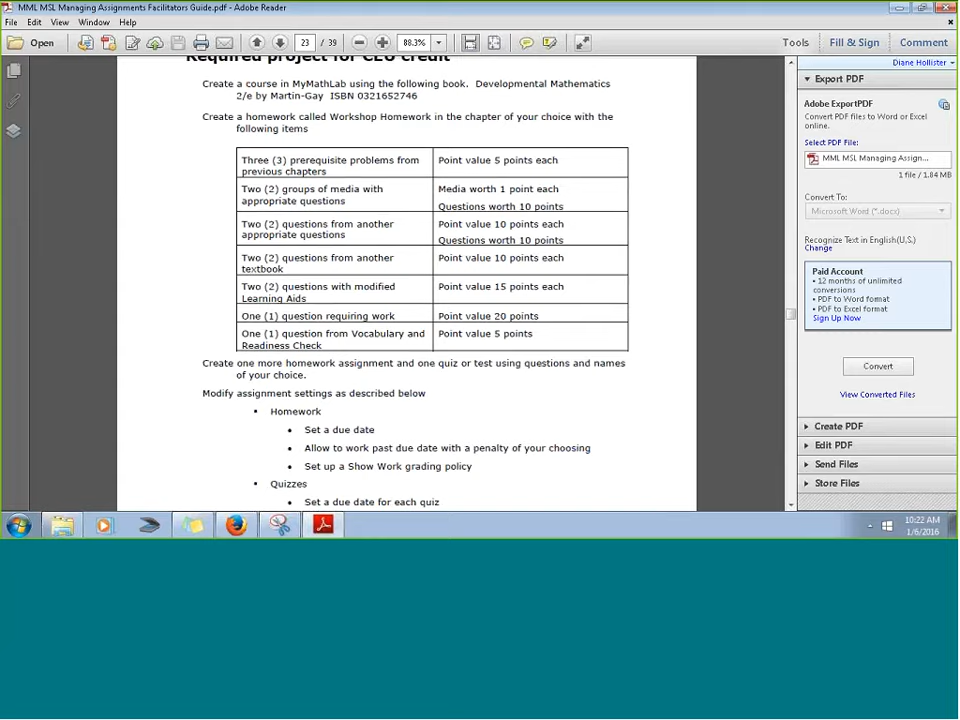 MML MSL Managing Assignments Facilitators Guide.pdf - Adobe Reader
File Edit View Window Help
Open 23 / 39 88.3% Tools Fill & Sign Comment
Required project for CEU credit
Create a course in MyMathLab using the following book. Developmental Mathematics
2/e by Martin-Gay ISBN 0321652746
Create a homework called Workshop Homework in the chapter of your choice with the
following items
Three (3) prerequisite problems from
previous chapters
Point value 5 points each
Two (2) groups of media with
appropriate questions
Media worth 1 point each
Questions worth 10 points
Two (2) questions from another
appropriate questions
Point value 10 points each
Questions worth 10 points
Two (2) questions from another
textbook
Point value 10 points each
Two (2) questions with modified
Learning Aids
Point value 15 points each
One (1) question requiring work
Point value 20 points
One (1) question from Vocabulary and
Readiness Check
Point value 5 points
Create one more homework assignment and one quiz or test using questions and names
of your choice.
Modify assignment settings as described below
▪ Homework
• Set a due date
• Allow to work past due date with a penalty of your choosing
• Set up a Show Work grading policy
▪ Quizzes
• Set a due date for each quiz
Diane Hollister
Export PDF
Adobe ExportPDF
Convert PDF files to Word or Excel
online.
Select PDF File:
MML MSL Managing Assign...
1 file / 1.84 MB
Convert To:
Microsoft Word (*.docx)
Recognize Text in English(U,S.)
Change
Paid Account
• 12 months of unlimited
conversions
• PDF to Word format
• PDF to Excel format
Sign Up Now
Convert
View Converted Files
Create PDF
Edit PDF
Send Files
Store Files
10:22 AM
1/6/2016